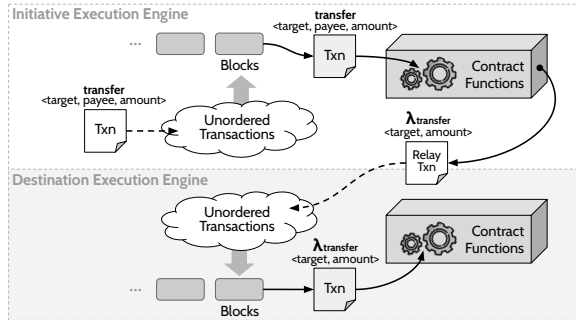 Initiative Execution Engine
transfer
<target, payee, amount>
...
Txn
Blocks
Contract
Functions
transfer
<target, payee, amount>
Txn
Unordered
Transactions
λtransfer
<target, amount>
Relay
Txn
Destination Execution Engine
Unordered
Transactions
Contract
Functions
λtransfer
<target, amount>
...
Txn
Blocks